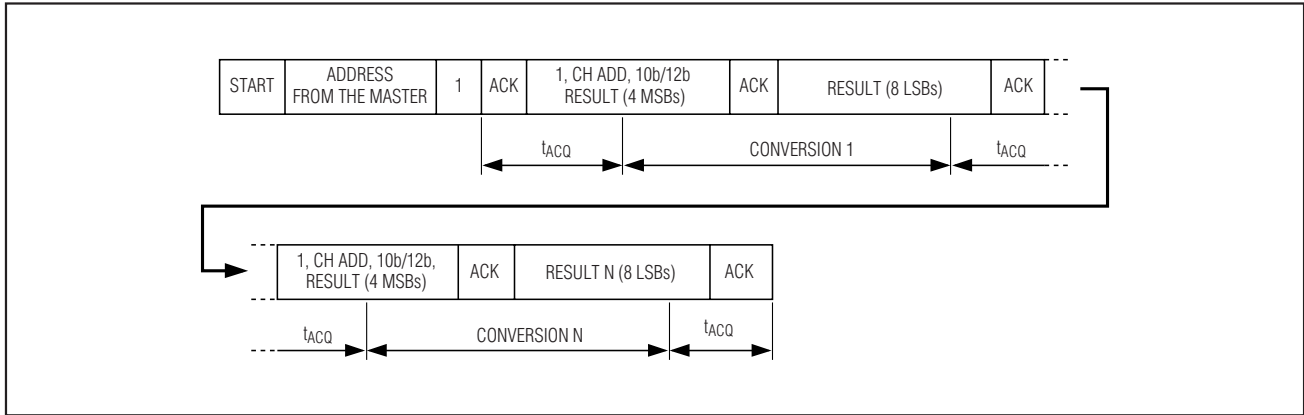 START
ADDRESS
FROM THE MASTER
1
ACK
1, CH ADD, 10b/12b
RESULT (4 MSBs)
ACK
RESULT (8 LSBs)
ACK
tACQ
CONVERSION 1
tACQ
1, CH ADD, 10b/12b,
RESULT (4 MSBs)
ACK
RESULT N (8 LSBs)
ACK
tACQ
CONVERSION N
tACQ